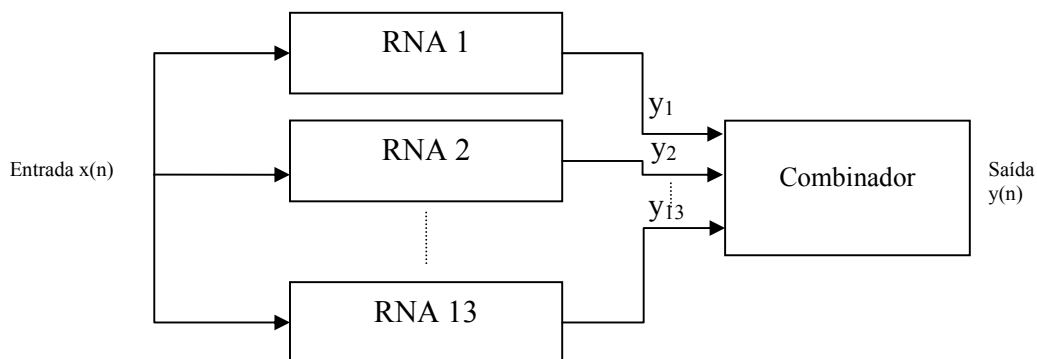 RNA 1
y1
RNA 2
y2
Entrada x(n)
Combinador
Saída
y(n)
y13
RNA 13